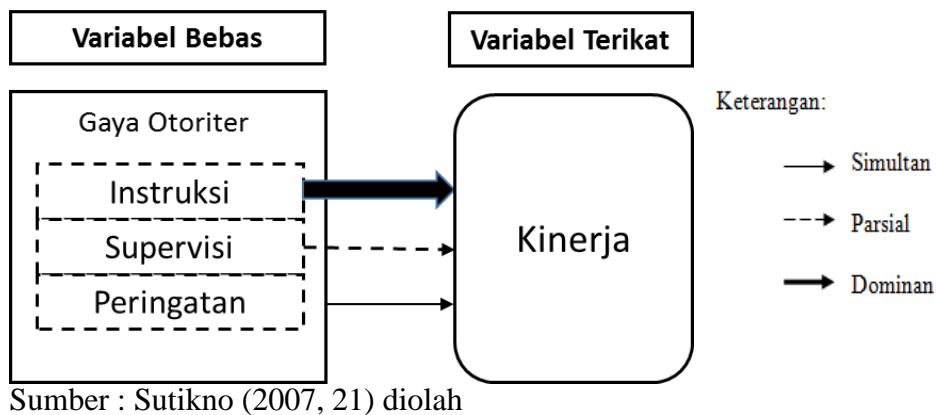 Variabel Bebas
Variabel Terikat
Gaya Otoriter
Instruksi
Supervisi
Peringatan
Kinerja
Keterangan:
Simultan
Parsial
Dominan
Sumber : Sutikno (2007, 21) diolah